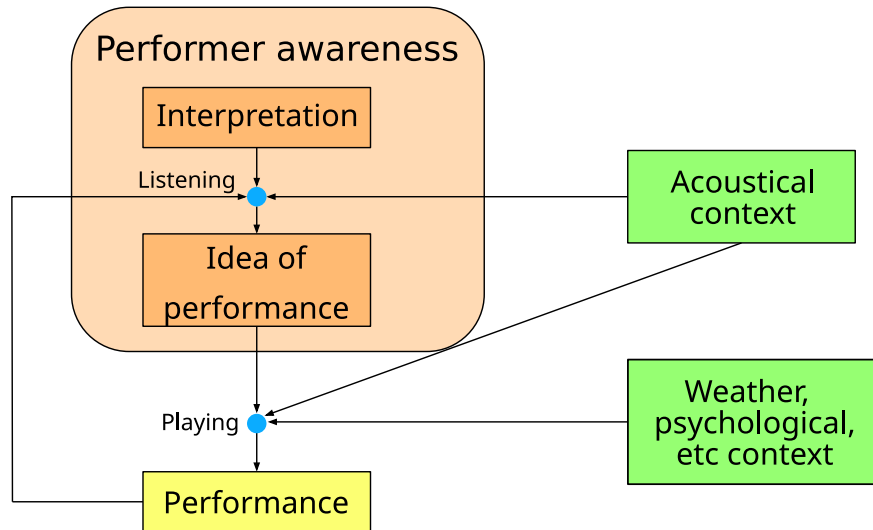 Performer awareness
Interpretation
Listening
Acoustical
context
Idea of
performance
Weather,
psychological,
etc context
Playing
Performance